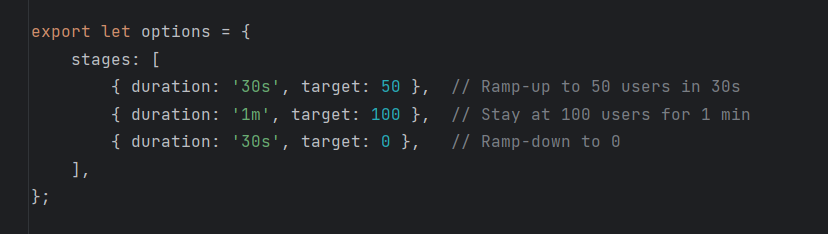 export let options = {
    stages: [
        { duration: '30s', target: 50 },  // Ramp-up to 50 users in 30s
        { duration: '1m', target: 100 },  // Stay at 100 users for 1 min
        { duration: '30s', target: 0 },   // Ramp-down to 0
    ],
};